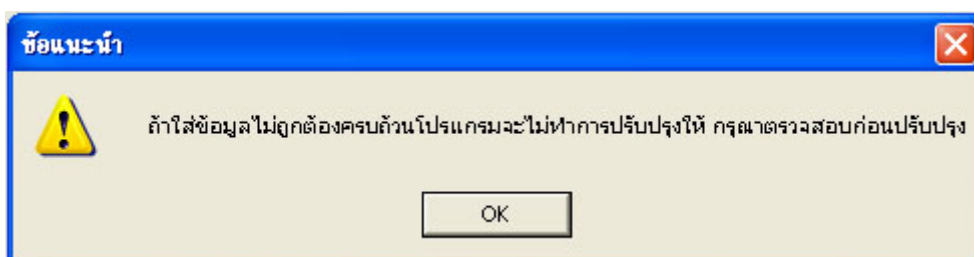 ข้อแนะนำ
ถ้าใส่ข้อมูลไม่ถูกต้องครบถ้วนโปรแกรมจะไม่ทำการปรับปรุงให้ กรุณาตรวจสอบก่อนปรับปรุง
OK